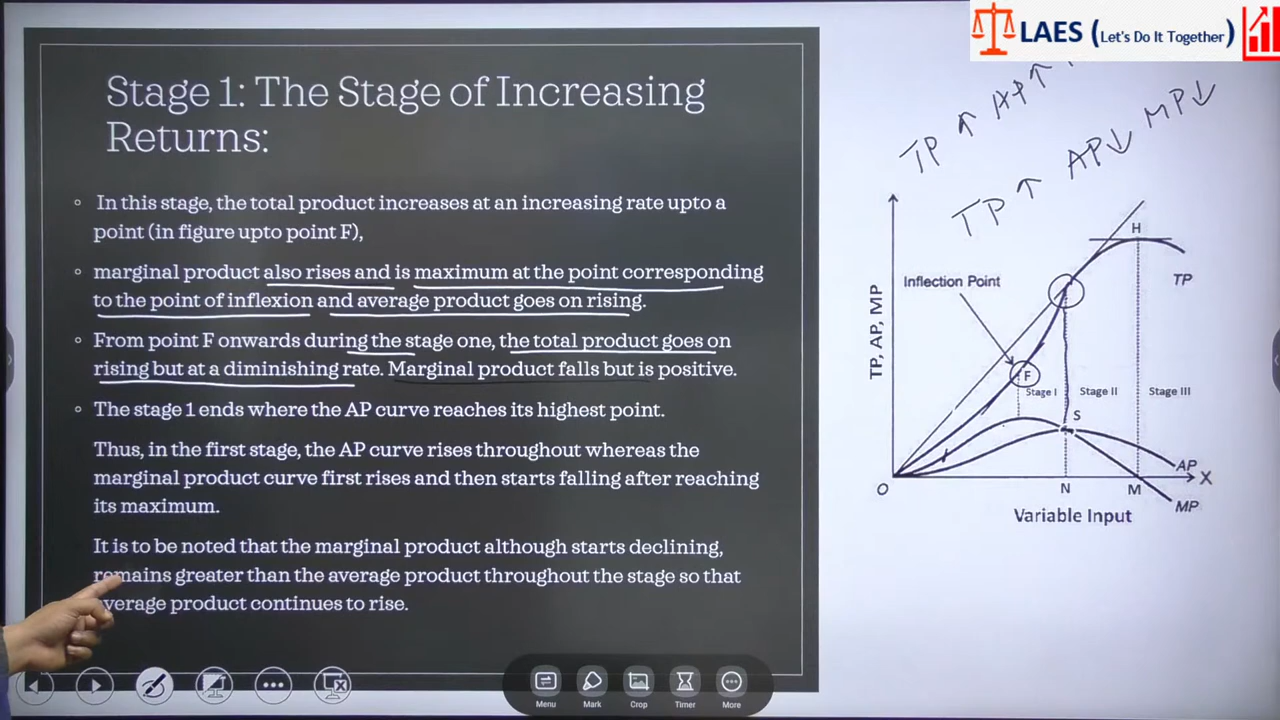 LAES (Let's Do It Together)
Stage 1: The Stage of Increasing
Returns:
In this stage, the total product increases at an increasing rate upto a
point (in figure upto point F),
marginal product also rises and is maximum at the point corresponding
to the point of inflexion and average product goes on rising.
From point F onwards during the stage one, the total product goes on
rising but at a diminishing rate. Marginal product falls but is positive.
The stage 1 ends where the AP curve reaches its highest point.
Thus, in the first stage, the AP curve rises throughout whereas the
marginal product curve first rises and then starts falling after reaching
its maximum.
It is to be noted that the marginal product although starts declining,
remains greater than the average product throughout the stage so that
average product continues to rise.
TP ↑ AP ↑
TP ↑ AP ↓ MP ↓
H
TP
Inflection Point
TP, AP, MP
F
Stage I
Stage II
Stage III
S
AP
O
N
M
X
MP
Variable Input
Menu
Mark
Crop
Timer
More